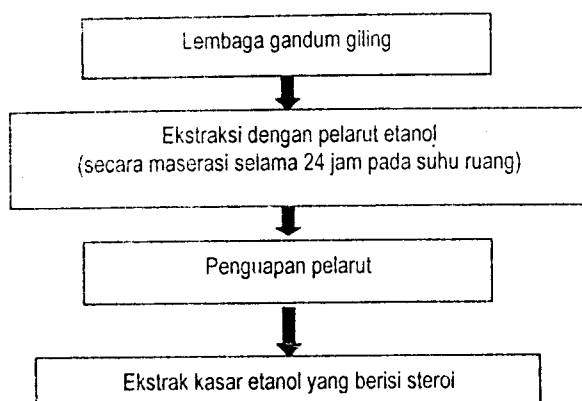 Lembaga gandum giling
Ekstraksi dengan pelarut etanol
(secara maserasi selama 24 jam pada suhu ruang)
Penguapan pelarut
Ekstrak kasar etanol yang berisi steroi